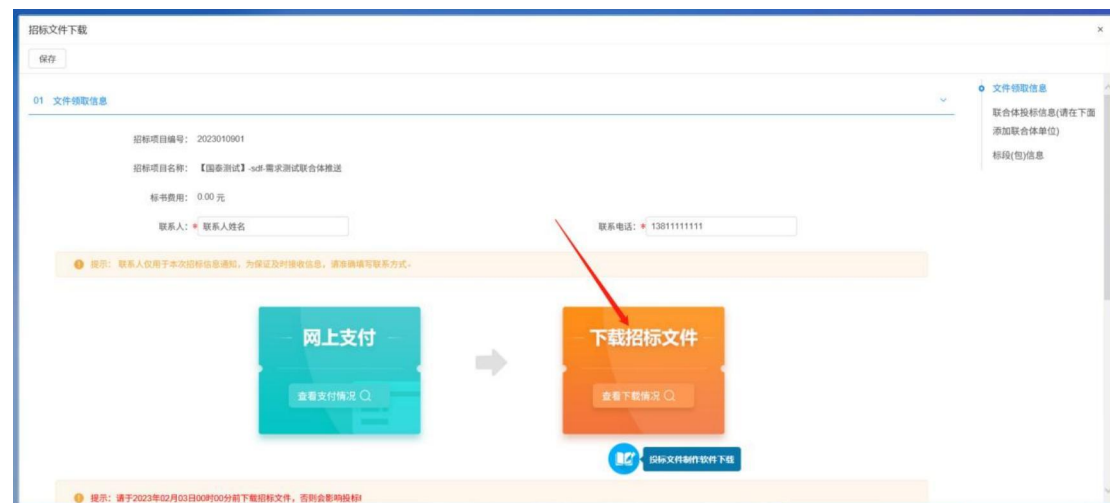 招标文件下载
×
保存
01 文件领取信息
招标项目编号： 2023010901
招标项目名称： 【国泰测试】-sdf-需求测试联合体推送
标书费用： 0.00 元
联系人： * 联系人姓名
联系电话： * 13811111111
提示： 联系人仅用于本次招标信息通知，为保证及时接收信息，请准确填写联系方式。
网上支付
查看支付情况
下载招标文件
查看下载情况
投标文件制作软件下载
提示：请于2023年02月03日00时00分前下载招标文件，否则会影响投标!
文件领取信息
联合体投标信息(请在下面
添加联合体单位)
标段(包)信息